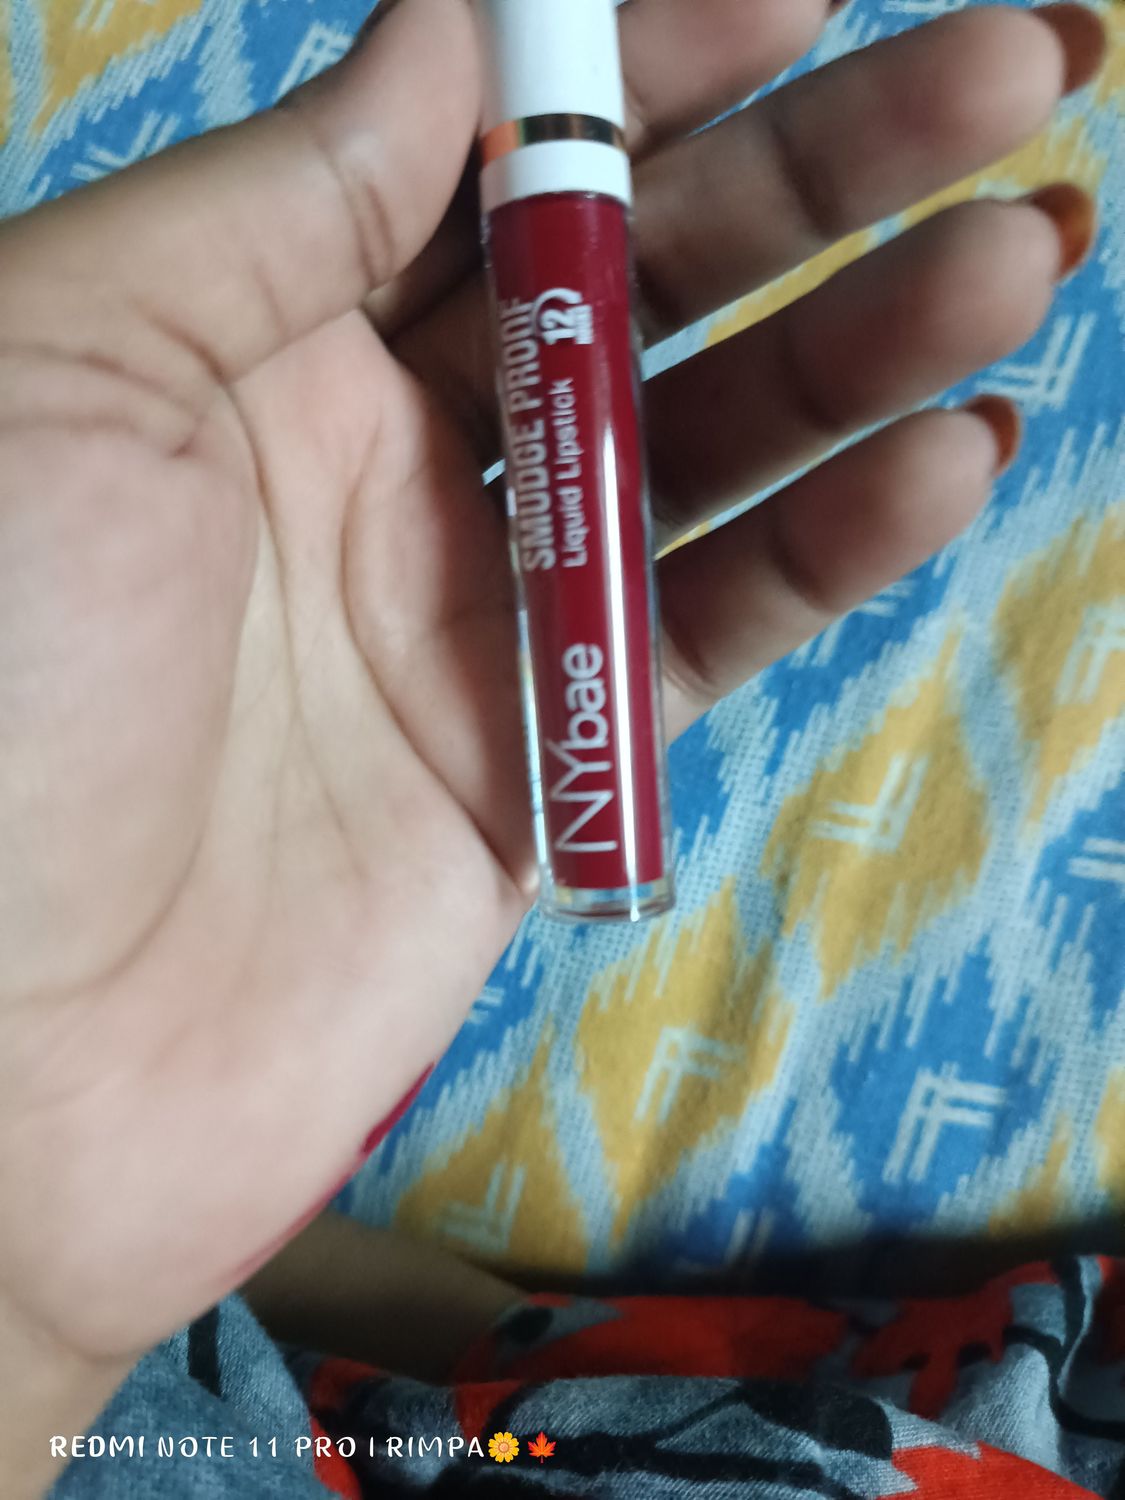 SMUDGE PROOF
Liquid Lipstick
12
NYbae
REDMI NOTE 11 PRO | RIMPA🌼🍁